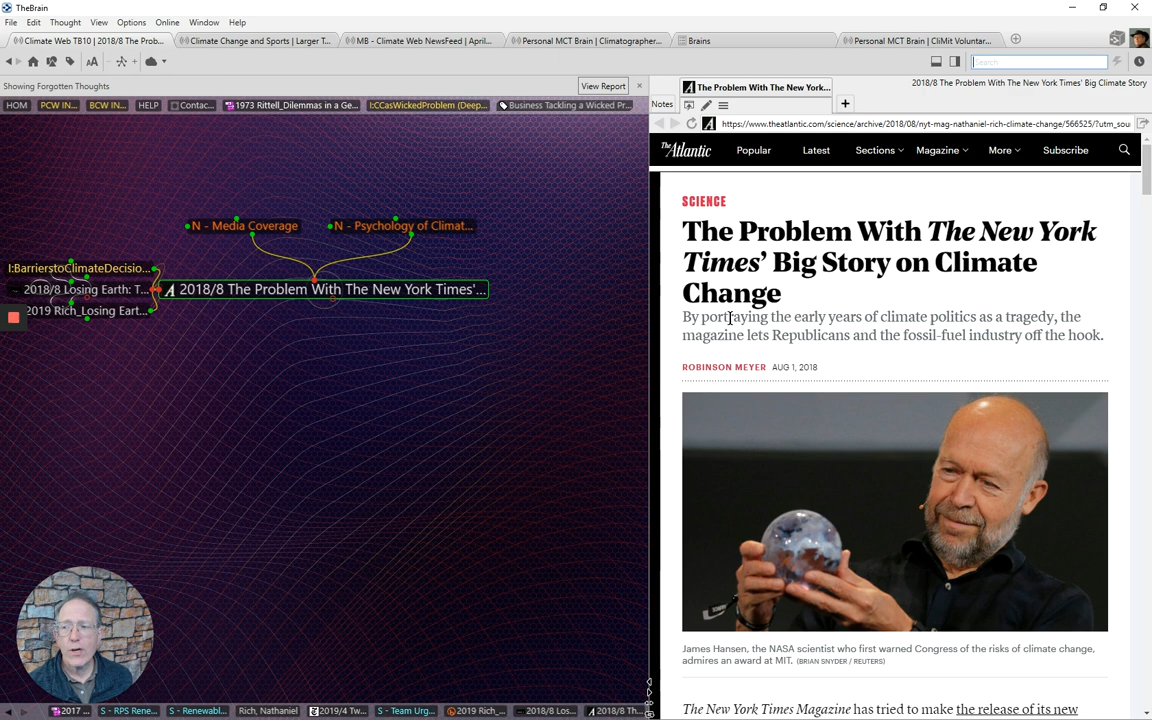 TheBrain
File Edit Thought View Options Online Window Help
Climate Web TB10 | 2018/8 The Prob... Climate Change and Sports | Larger T... MB - Climate Web NewsFeed | April... Personal MCT Brain | Climatographer... Brains Personal MCT Brain | CliMit Voluntar...
Search
Showing Forgotten Thoughts View Report
HOM PCW IN... BCW IN... HELP Contac... 1973 Rittell_Dilemmas in a Ge... I:CCasWickedProblem (Deep... Business Tackling a Wicked Pr...
N - Media Coverage N - Psychology of Climat...
I:BarrierstoClimateDecisio...
2018/8 Losing Earth: T... 2018/8 The Problem With The New York Times'...
2019 Rich_Losing Eart...
2017 ... S - RPS Rene... S - Renewabl... Rich, Nathaniel 2019/4 Tw... S - Team Urg... 2019 Rich_... 2018/8 Los... 2018/8 Th...
The Problem With The New York... 2018/8 The Problem With The New York Times' Big Climate Story
Notes
https://www.theatlantic.com/science/archive/2018/08/nyt-mag-nathaniel-rich-climate-change/566525/?utm_sou
The Atlantic Popular Latest Sections Magazine More Subscribe
SCIENCE
The Problem With The New York
Times' Big Story on Climate
Change
By portraying the early years of climate politics as a tragedy, the
magazine lets Republicans and the fossil-fuel industry off the hook.
ROBINSON MEYER AUG 1, 2018
James Hansen, the NASA scientist who first warned Congress of the risks of climate change,
admires an award at MIT. (BRIAN SNYDER / REUTERS)
The New York Times Magazine has tried to make the release of its new